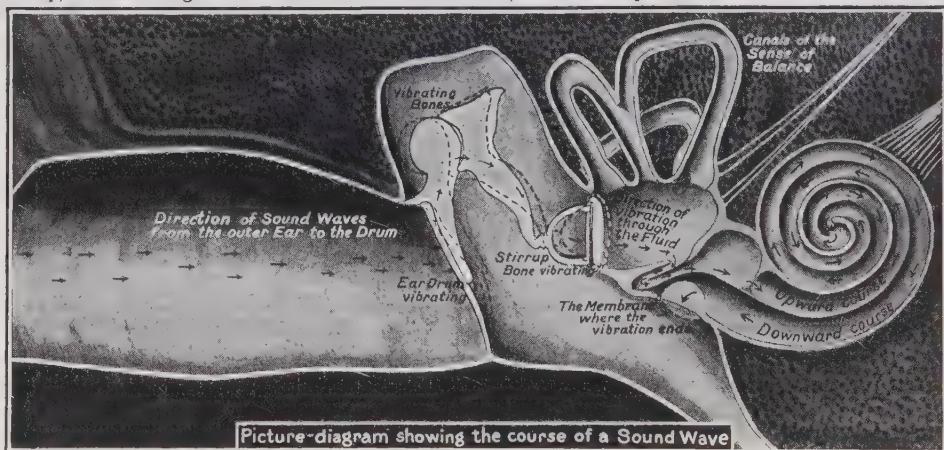 Canals of the
Sense of
Balance
Vibrating
Bones
Direction of Sound Waves
from the outer Ear to the Drum
Direction of
Vibration
through
the Fluid
Stirrup
Bone vibrating
Ear Drum
vibrating
The Membrane
where the
vibration ends
Upward course
Downward course
Picture-diagram showing the course of a Sound Wave